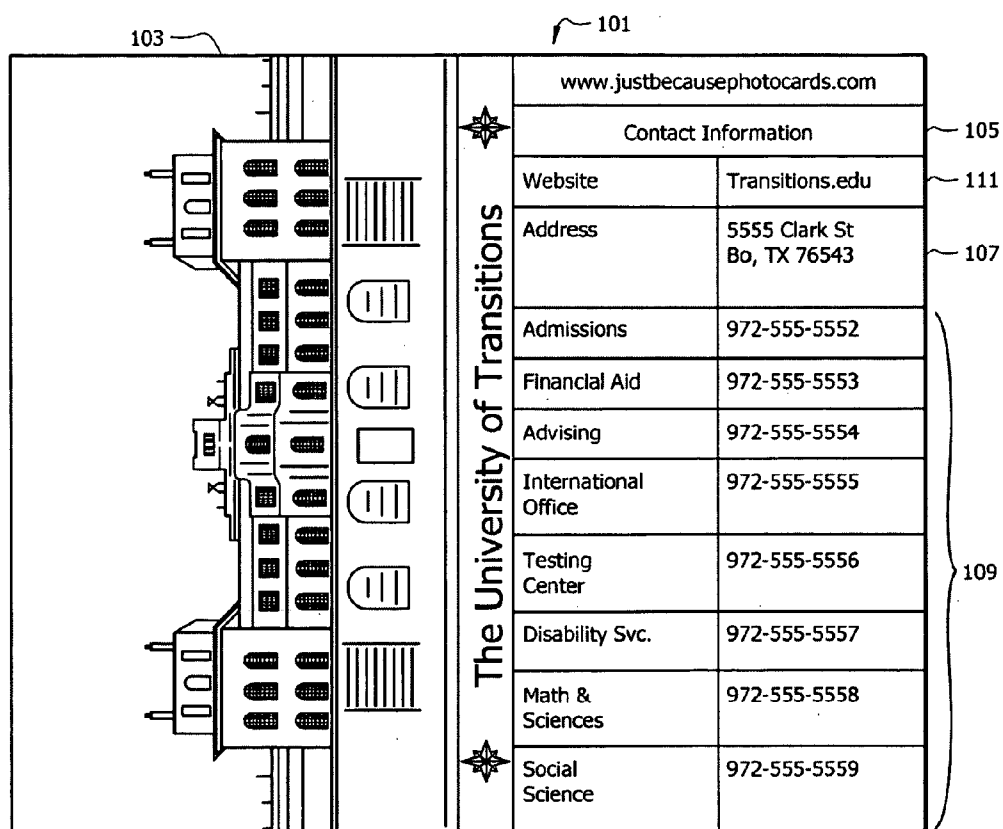 103
101
www.justbecausephotocards.com
Contact Information
105
Website
Transitions.edu
111
Address
5555 Clark St
Bo, TX 76543
107
Admissions
972-555-5552
Financial Aid
972-555-5553
Advising
972-555-5554
International
Office
972-555-5555
Testing
Center
972-555-5556
109
Disability Svc.
972-555-5557
Math &
Sciences
972-555-5558
Social
Science
972-555-5559
The University of Transitions